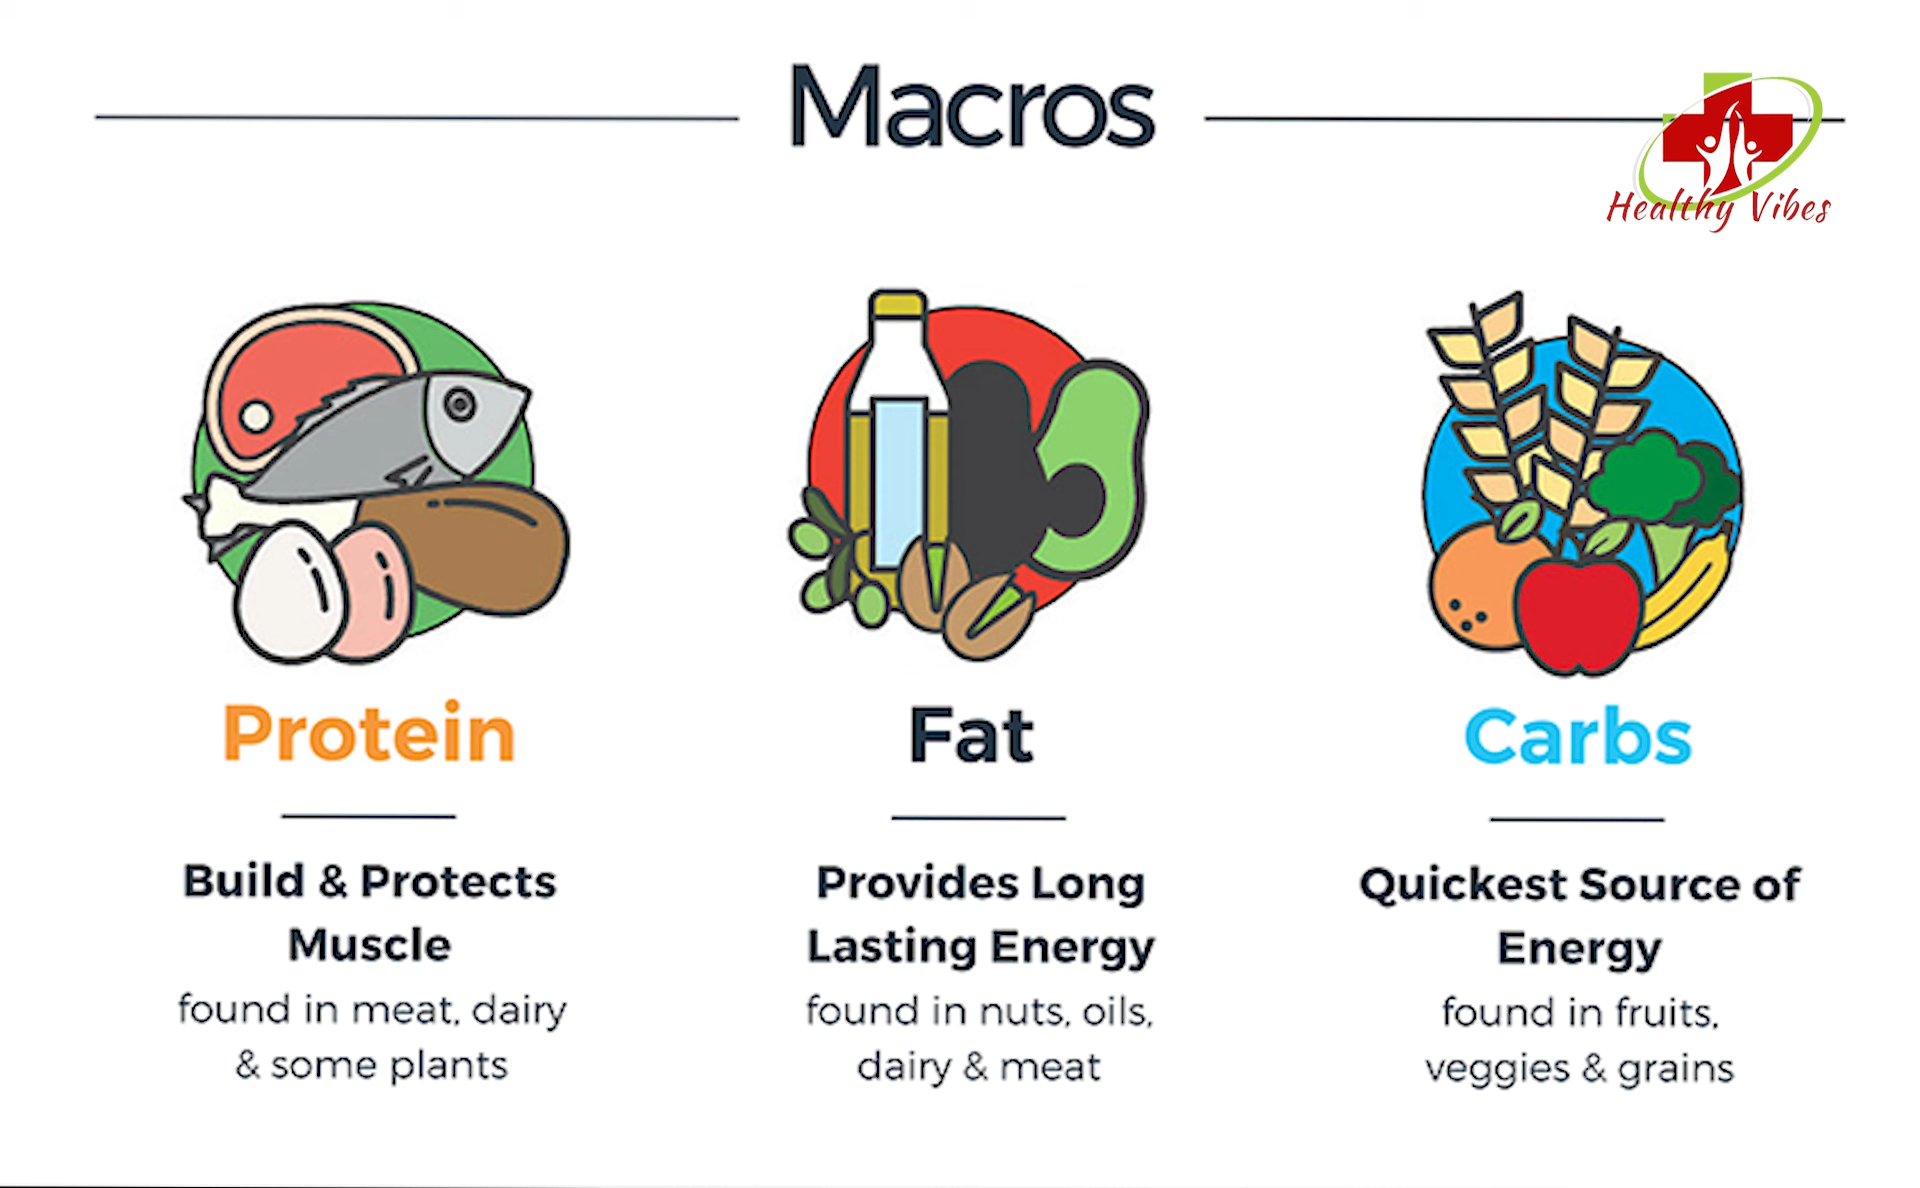 Macros
Healthy Vibes
Protein
Build & Protects
Muscle
found in meat, dairy
& some plants
Fat
Provides Long
Lasting Energy
found in nuts, oils,
dairy & meat
Carbs
Quickest Source of
Energy
found in fruits,
veggies & grains